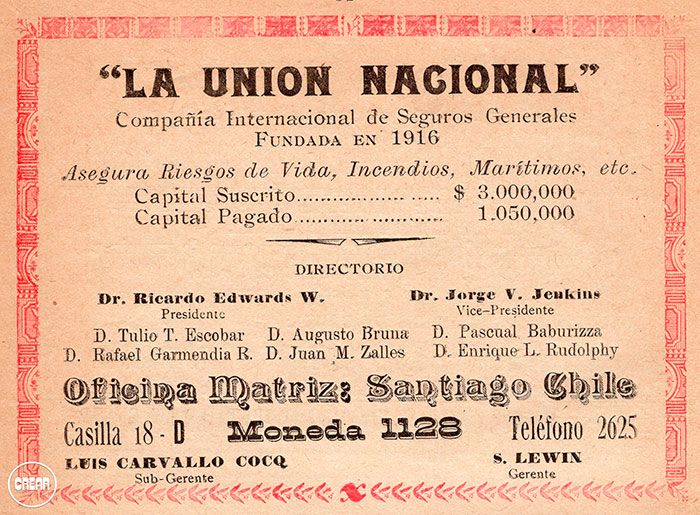 "LA UNION NACIONAL"
Compañía Internacional de Seguros Generales
FUNDADA EN 1916
Asegura Riesgos de Vida, Incendios, Marítimos, etc.
Capital Suscrito.................. ..... $ 3.000,000
Capital Pagado........................ 1.050,000
DIRECTORIO
Dr. Ricardo Edwards W. Dr. Jorge V. Jenkins
Presidente Vice-Presidente
D. Tulio T. Escobar D. Augusto Bruna D. Pascual Baburizza
D. Rafael Garmendia R. D. Juan M. Zalles D. Enrique L. Rudolphy
Oficina Matriz: Santiago Chile
Casilla 18-D Moneda 1128 Teléfono 2625
LUIS CARVALLO COCQ S. LEWIN
Sub-Gerente Gerente
CREAR